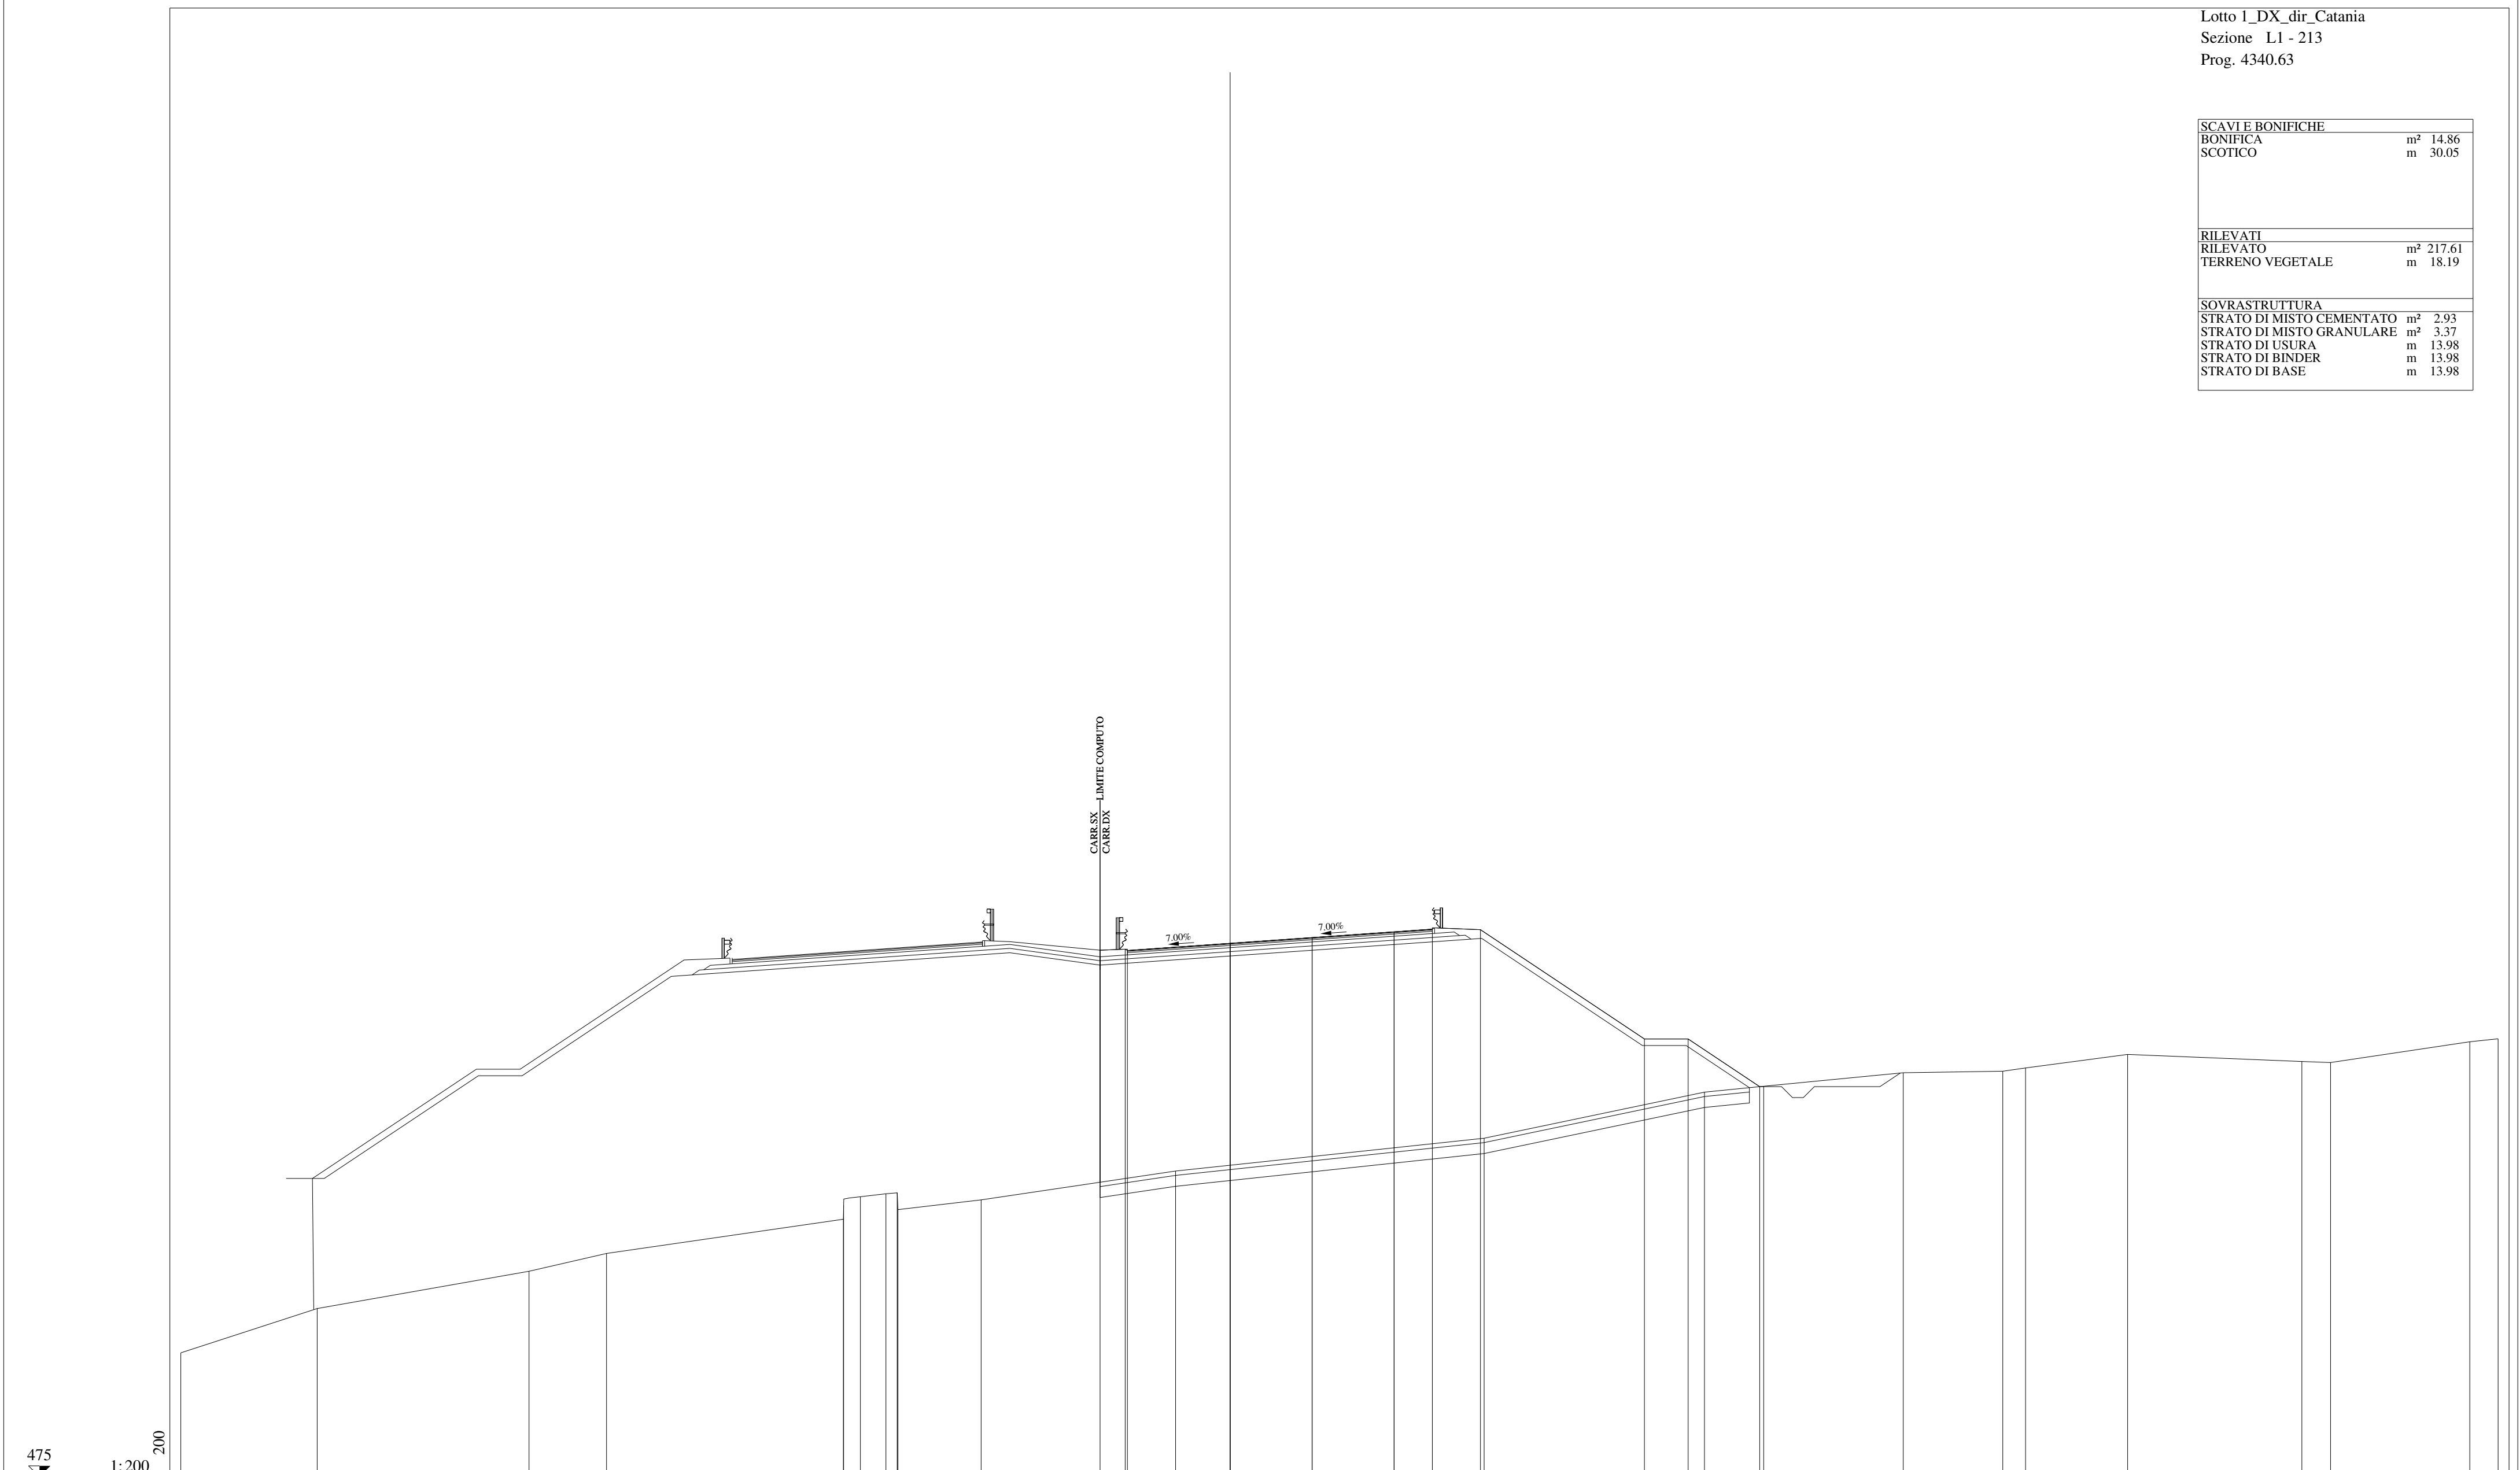 Lotto 1_DX_dir_Catania
Sezione L1 - 213
Prog. 4340.63
SCAVI E BONIFICHE
BONIFICA m² 14.86
SCOTICO m 30.05
RILEVATI
RILEVATO m² 217.61
TERRENO VEGETALE m 18.19
SOVRASTRUTTURA
STRATO DI MISTO CEMENTATO m² 2.93
STRATO DI MISTO GRANULARE m² 3.37
STRATO DI USURA m 13.98
STRATO DI BINDER m 13.98
STRATO DI BASE m 13.98
LIMITE COMPUTO
CARR.SX
CARR.DX
7.00%
7.00%
200
475
1:200